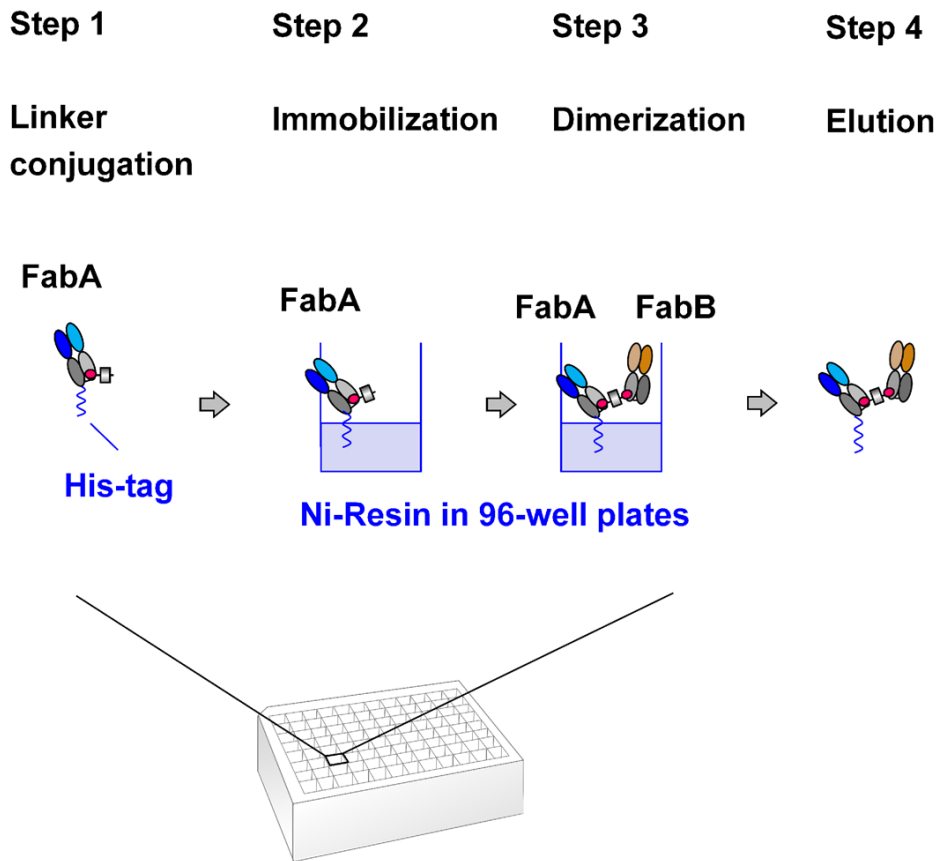 Step 1
Step 2
Step 3
Step 4
Linker
conjugation
Immobilization
Dimerization
Elution
FabA
FabA
FabA
FabB
His-tag
Ni-Resin in 96-well plates